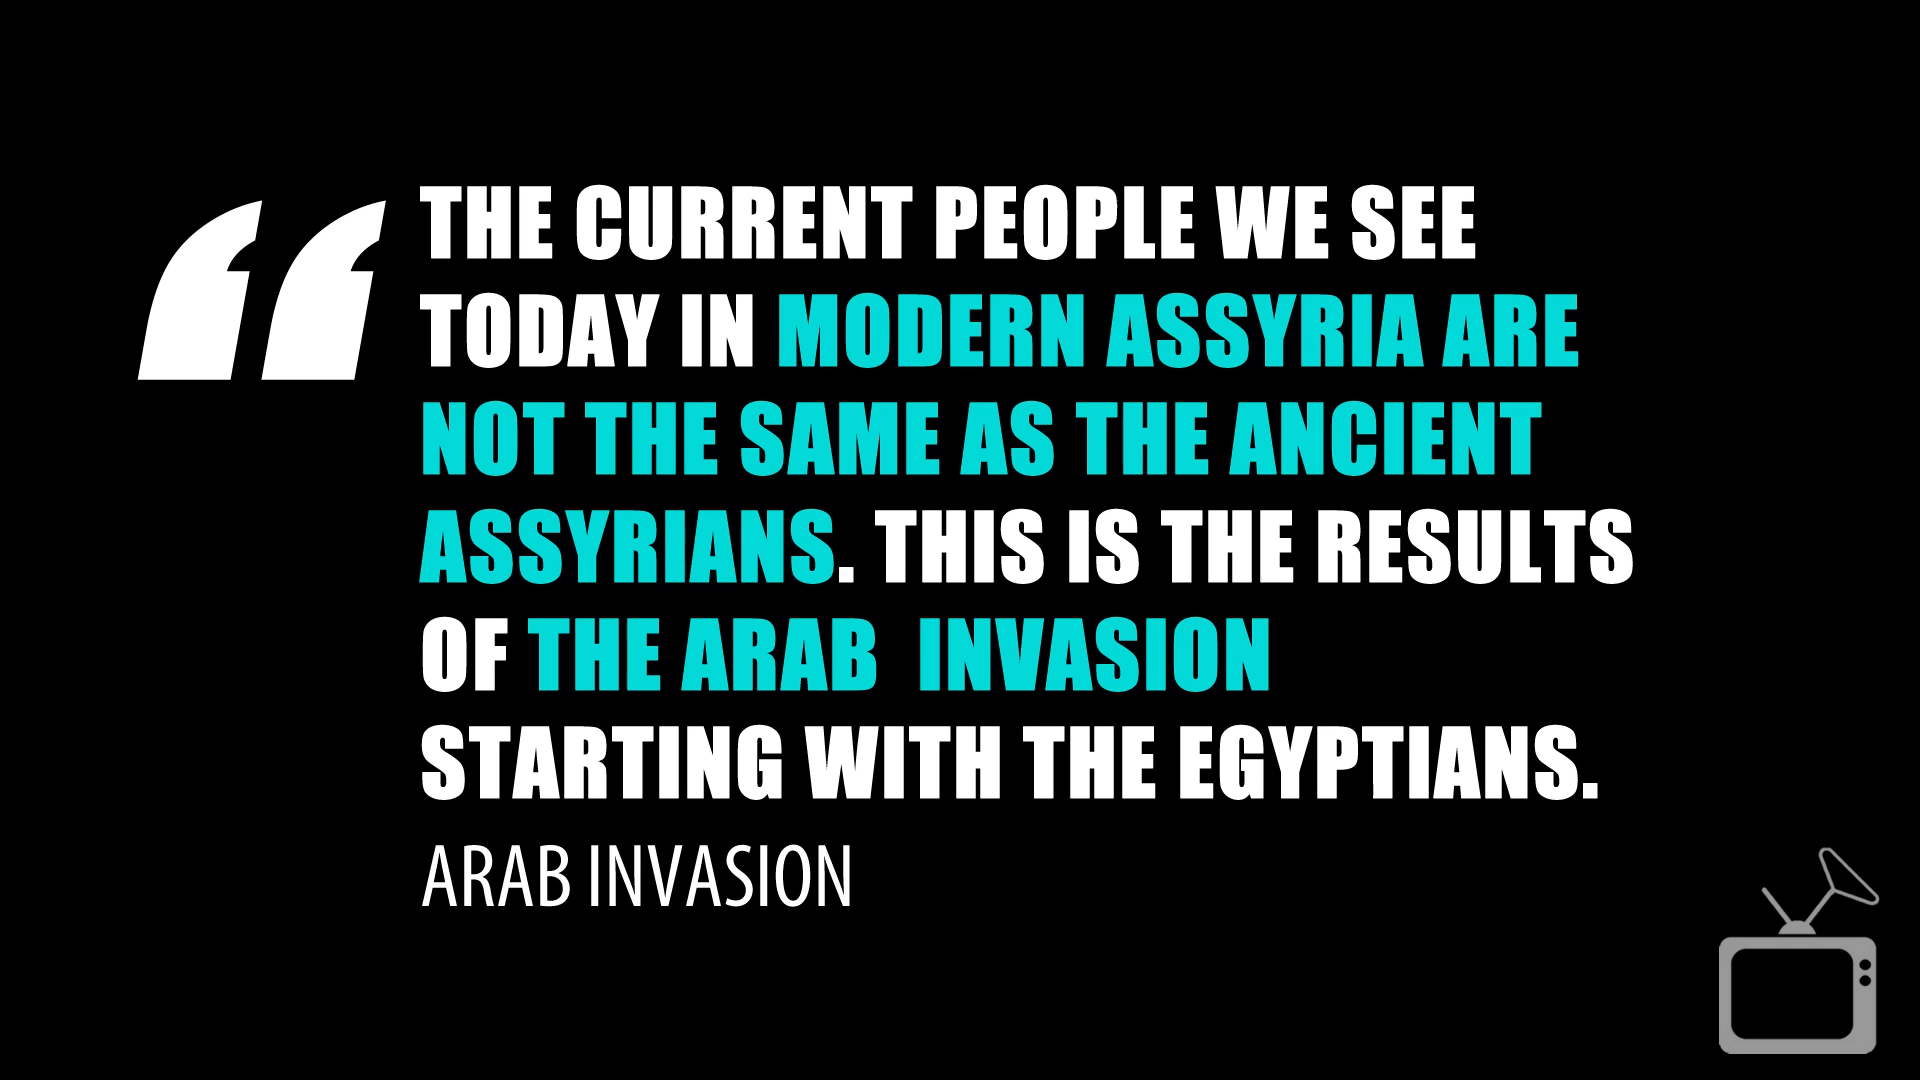 “
THE CURRENT PEOPLE WE SEE
TODAY IN MODERN ASSYRIA ARE
NOT THE SAME AS THE ANCIENT
ASSYRIANS. THIS IS THE RESULTS
OF THE ARAB  INVASION
STARTING WITH THE EGYPTIANS.
ARAB INVASION